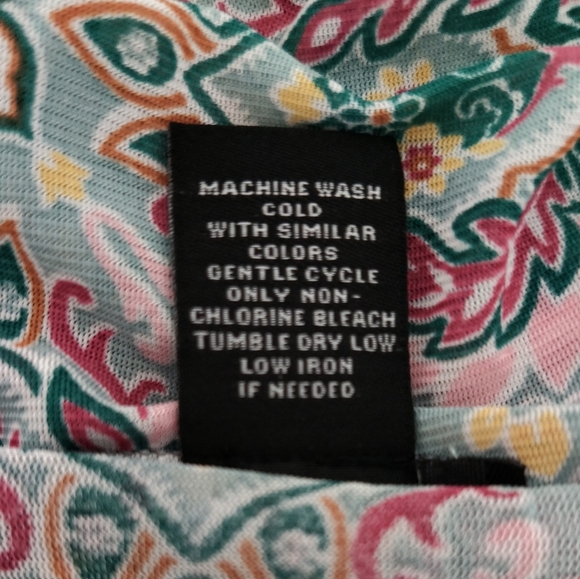 MACHINE WASH
COLD
WITH SIMILAR
COLORS
GENTLE CYCLE
ONLY NON-
CHLORINE BLEACH
TUMBLE DRY LOW
LOW IRON
IF NEEDED